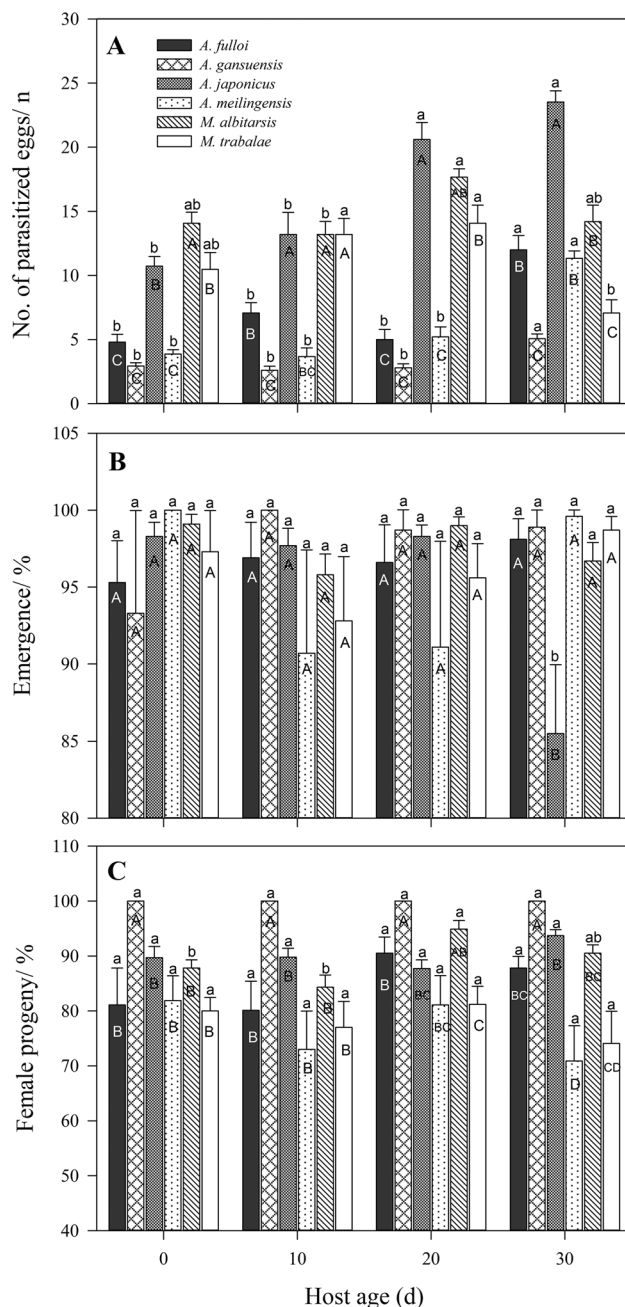 A
A. fulloi
A. gansuensis
A. japonicus
A. meilingensis
M. albitarsis
M. trabalae
No. of parasitized eggs/ n
30
25
20
15
10
5
0
b b b b ab ab
b b b b b a
b b a b a a
a a a a ab b
C C B C A B
B C A BC A A
C C A C AB B
B C A B B C
B
Emergence/ %
105
100
95
90
85
80
a a a a a a
a a a a a a
a a a a a a
a a b a a a
A A A A A A
A A A A A A
A A A A A A
A A B A A A
C
Female progeny/ %
110
100
90
80
70
60
50
40
a a a a b a
a a a a b a
a a a a a a
a a a a ab a
B A B B B B
B A B B B B
B A BC BC AB C
BC A B D BC CD
0 10 20 30
Host age (d)